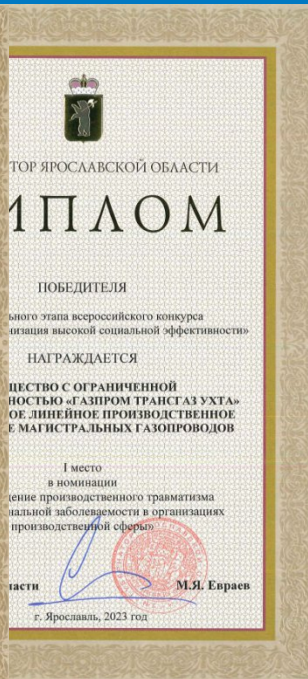 ТОР ЯРОСЛАВСКОЙ ОБЛАСТИ
ИПЛОМ
ПОБЕДИТЕЛЯ
ьного этапа всероссийского конкурса
низация высокой социальной эффективности»
НАГРАЖДАЕТСЯ
ЩЕСТВО С ОГРАНИЧЕННОЙ
НОСТЬЮ «ГАЗПРОМ ТРАНСГАЗ УХТА»
ОЕ ЛИНЕЙНОЕ ПРОИЗВОДСТВЕННОЕ
Е МАГИСТРАЛЬНЫХ ГАЗОПРОВОДОВ
I место
в номинации
ение производственного травматизма
нальной заболеваемости в организациях
производственной сферы»
ласти М.Я. Евраев
г. Ярославль, 2023 год